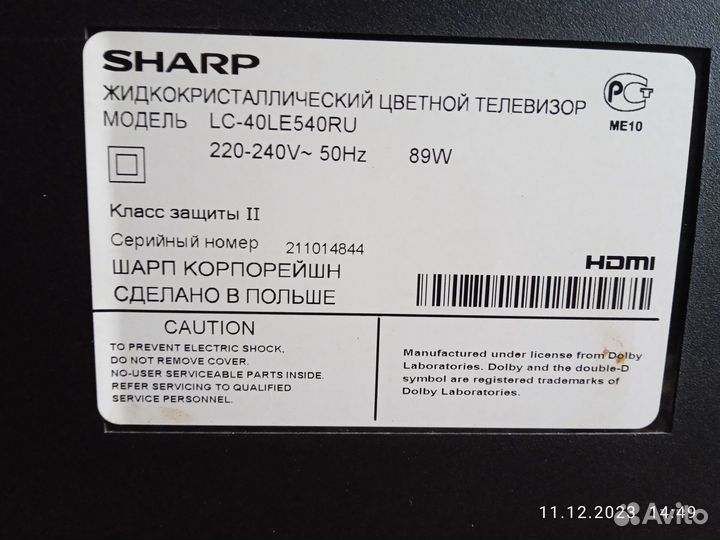 SHARP
ЖИДКОКРИСТАЛЛИЧЕСКИЙ ЦВЕТНОЙ ТЕЛЕВИЗОР
МОДЕЛЬ LC-40LE540RU
220-240V~ 50Hz 89W
РСТ
ME10
Класс защиты II
Серийный номер 211014844
ШАРП КОРПОРЕЙШН
СДЕЛАНО В ПОЛЬШЕ
HDMI
CAUTION
TO PREVENT ELECTRIC SHOCK,
DO NOT REMOVE COVER.
NO-USER SERVICEABLE PARTS INSIDE.
REFER SERVICING TO QUALIFIED
SERVICE PERSONNEL.
Manufactured under license from Dolby
Laboratories. Dolby and the double-D
symbol are registered trademarks of
Dolby Laboratories.
11.12.2023 14:49
Avito